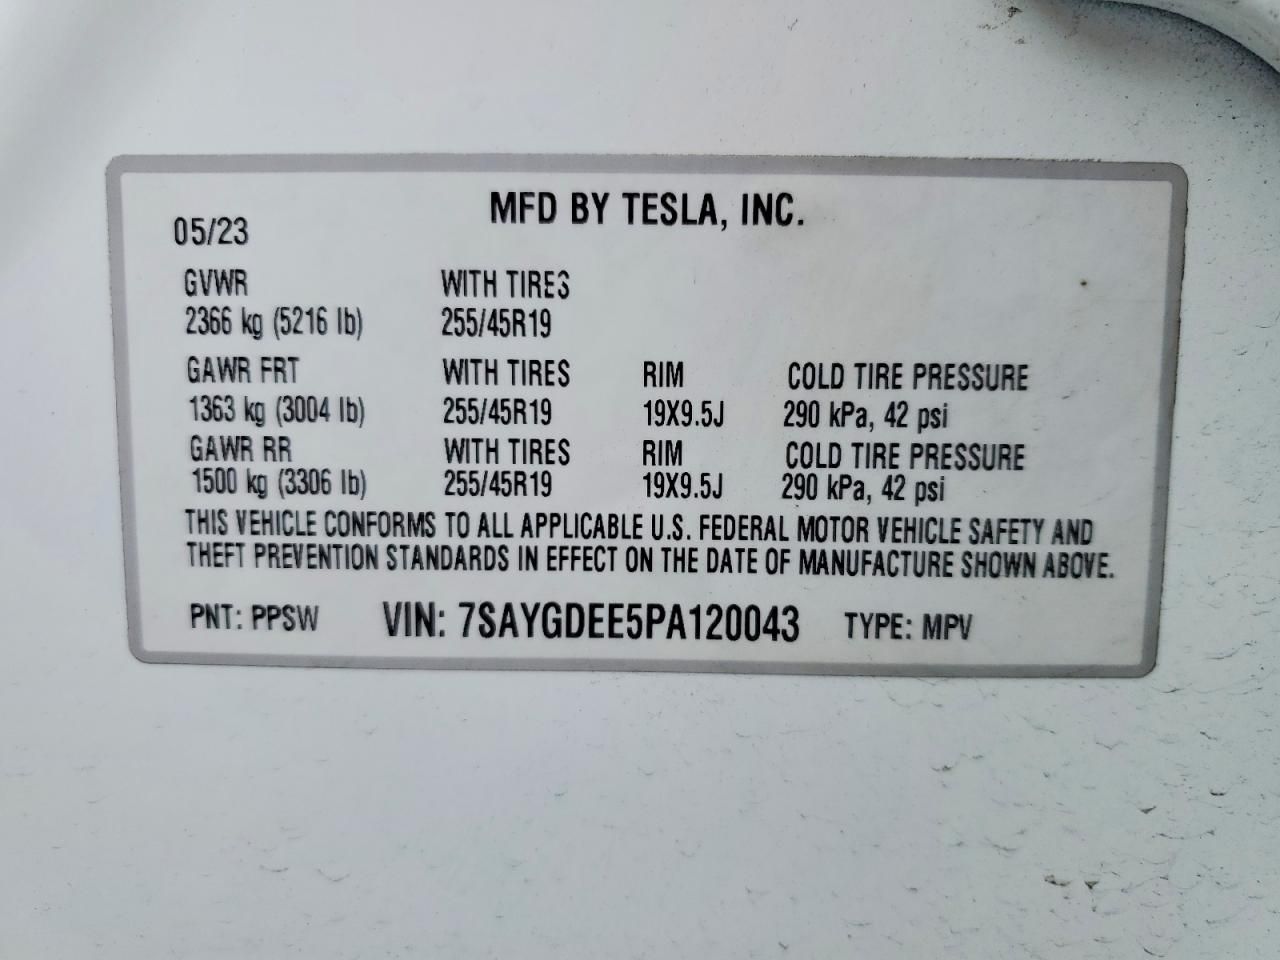 MFD BY TESLA, INC.
05/23
GVWR WITH TIRES
2366 kg (5216 lb) 255/45R19
GAWR FRT WITH TIRES RIM COLD TIRE PRESSURE
1363 kg (3004 lb) 255/45R19 19X9.5J 290 kPa, 42 psi
GAWR RR WITH TIRES RIM COLD TIRE PRESSURE
1500 kg (3306 lb) 255/45R19 19X9.5J 290 kPa, 42 psi
THIS VEHICLE CONFORMS TO ALL APPLICABLE U.S. FEDERAL MOTOR VEHICLE SAFETY AND
THEFT PREVENTION STANDARDS IN EFFECT ON THE DATE OF MANUFACTURE SHOWN ABOVE.
PNT: PPSW VIN: 7SAYGDEE5PA120043 TYPE: MPV